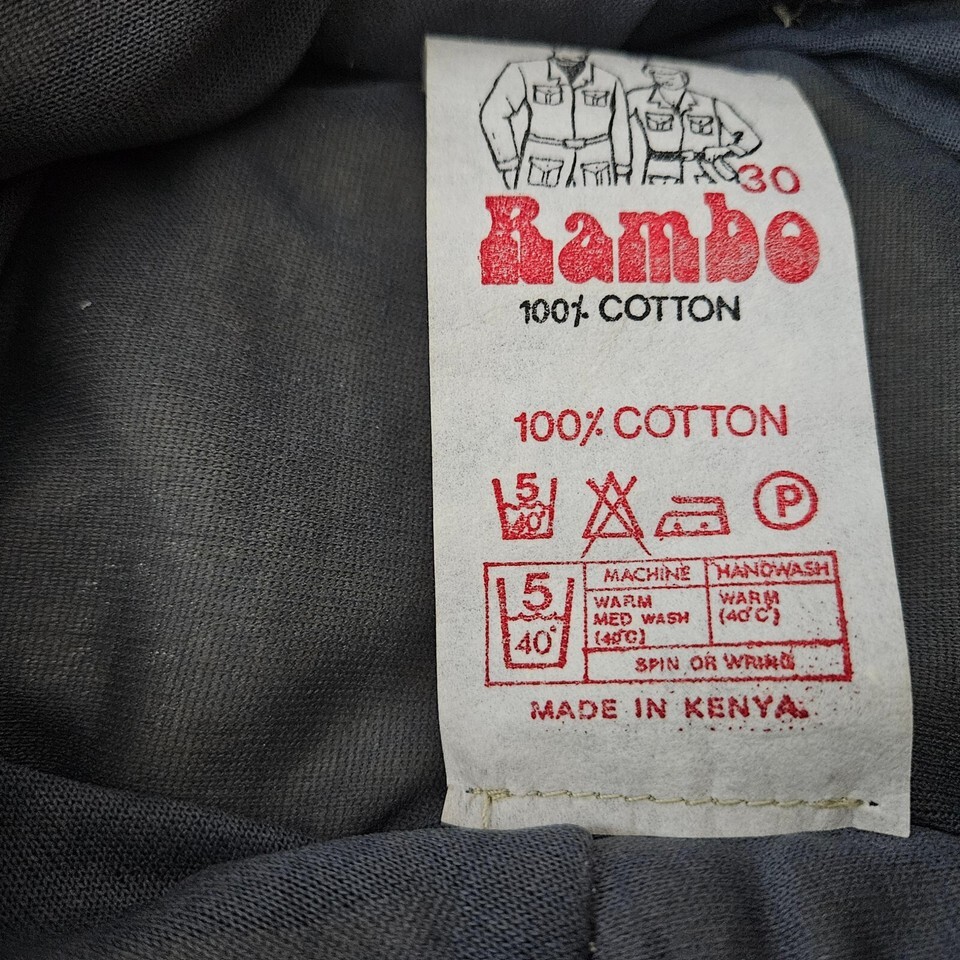 30
Rambo
100% COTTON
100% COTTON
5
40°
P
5
40°
MACHINE
HANDWASH
WARM
MED WASH
(40°C)
WARM
(40°C)
SPIN OR WRING
MADE IN KENYA.